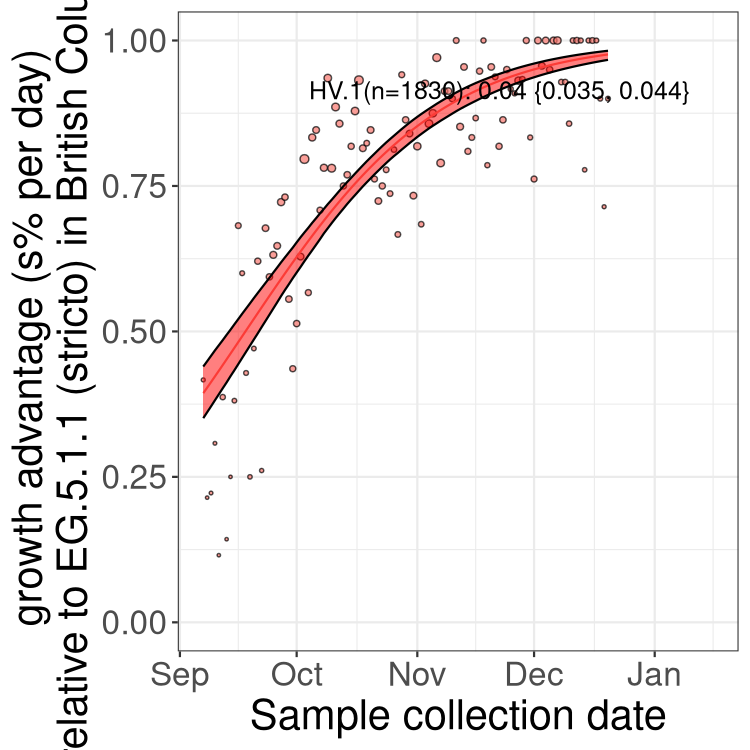 growth advantage (s% per day)
relative to EG.5.1.1 (stricto) in British Colu
1.00
0.75
0.50
0.25
0.00
HV.1(n=1830): 0.04 {0.035, 0.044}
Sep Oct Nov Dec Jan
Sample collection date